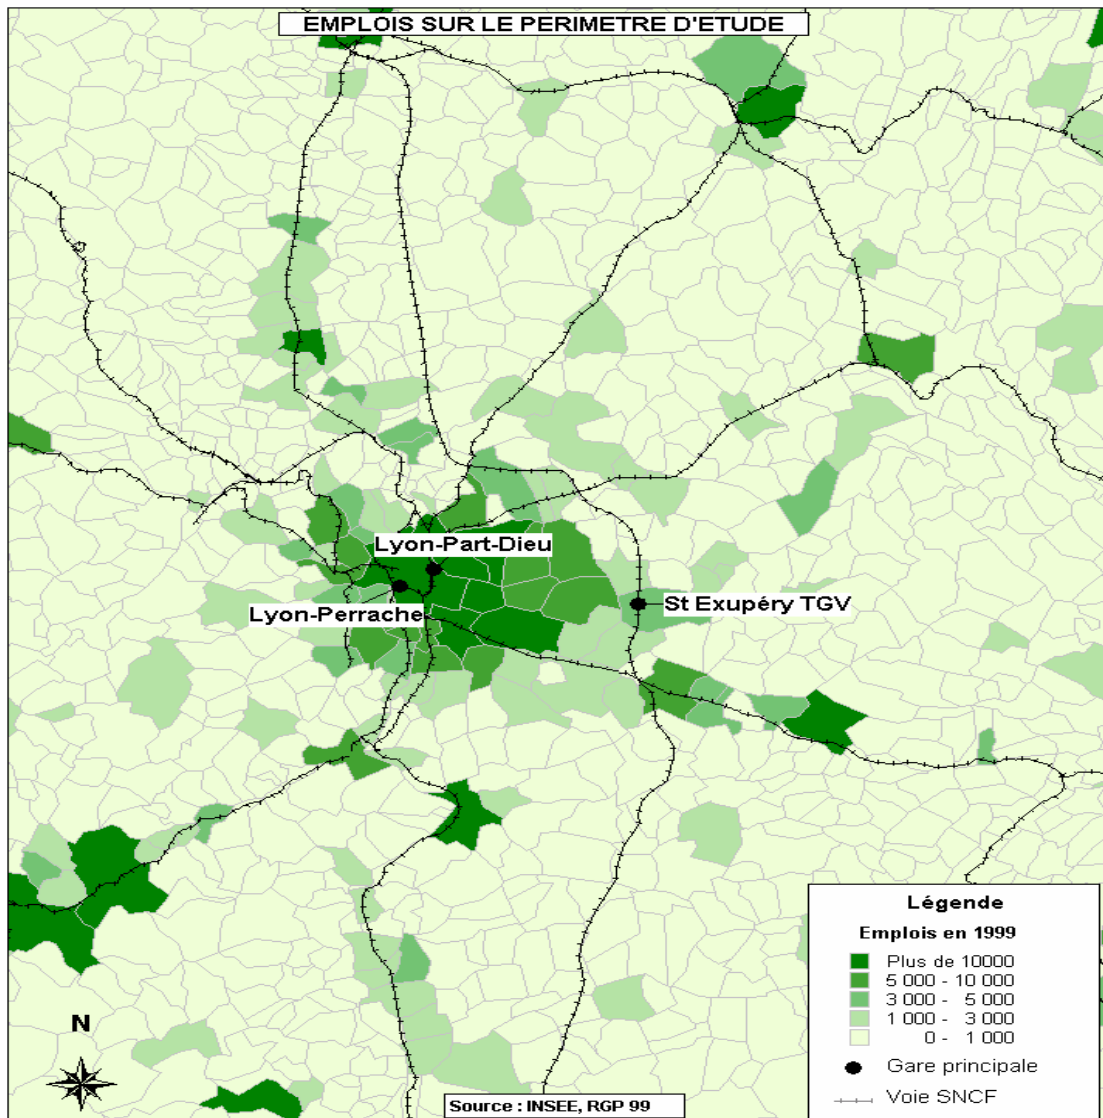 EMPLOIS SUR LE PERIMETRE D'ETUDE
Lyon-Part-Dieu
Lyon-Perrache
St Exupéry TGV
Légende
Emplois en 1999
Plus de 10000
5 000 - 10 000
3 000 - 5 000
1 000 - 3 000
0 - 1 000
Gare principale
Voie SNCF
N
Source : INSEE, RGP 99